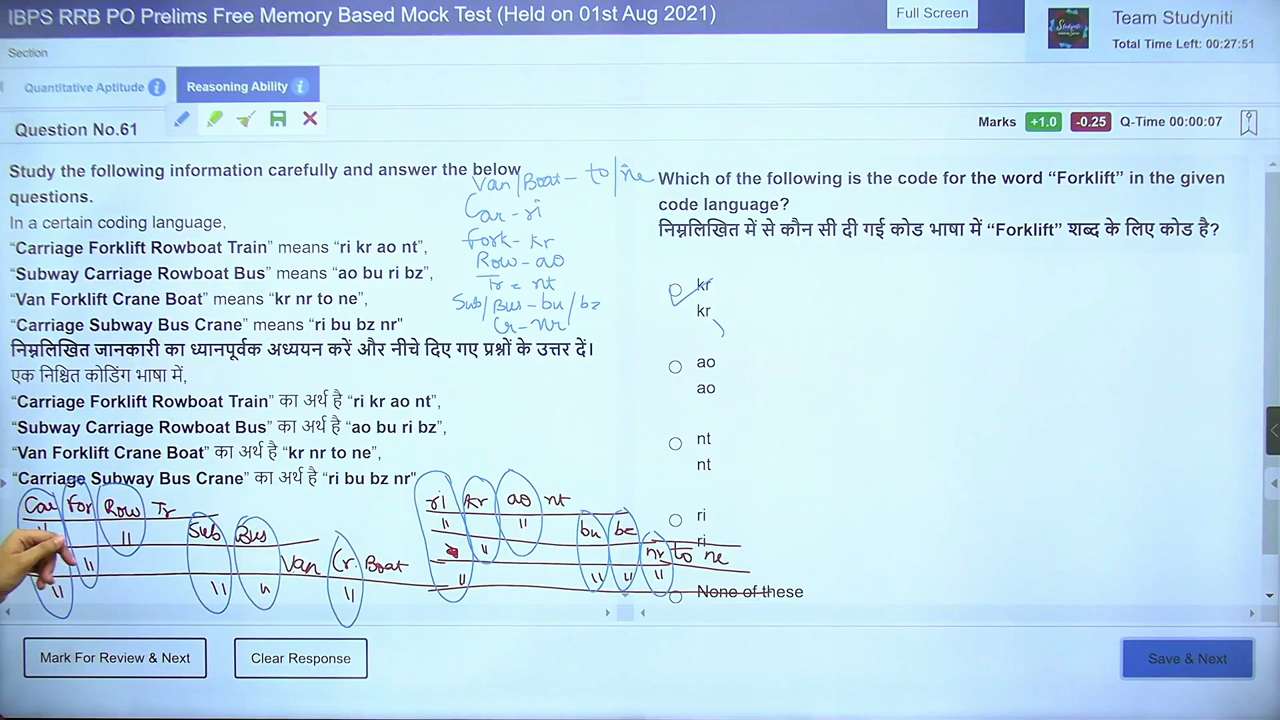 IBPS RRB PO Prelims Free Memory Based Mock Test (Held on 01st Aug 2021)
Full Screen
Team Studyniti
Total Time Left: 00:27:51
Section
Quantitative Aptitude i
Reasoning Ability i
Question No.61
Marks +1.0 -0.25 Q-Time 00:00:07
Study the following information carefully and answer the below
questions.
In a certain coding language,
“Carriage Forklift Rowboat Train” means “ri kr ao nt”,
“Subway Carriage Rowboat Bus” means “ao bu ri bz”,
“Van Forklift Crane Boat” means “kr nr to ne”,
“Carriage Subway Bus Crane” means “ri bu bz nr"
निम्नलिखित जानकारी का ध्यानपूर्वक अध्ययन करें और नीचे दिए गए प्रश्नों के उत्तर दें।
एक निश्चित कोडिंग भाषा में,
“Carriage Forklift Rowboat Train” का अर्थ है “ri kr ao nt”,
“Subway Carriage Rowboat Bus” का अर्थ है “ao bu ri bz”,
“Van Forklift Crane Boat” का अर्थ है “kr nr to ne”,
“Carriage Subway Bus Crane” का अर्थ है “ri bu bz nr"
Van/Boat - to/ne
Car - ri
Fork - kr
Row - ao
Tr = nt
Sub/Bus - bu/bz
Cr - nr
Car for Row Tr
ri kr ao nt
Sub Bus
bu bz
Van Cr. Boat
nr to ne
Which of the following is the code for the word “Forklift” in the given
code language?
निम्नलिखित में से कौन सी दी गई कोड भाषा में “Forklift” शब्द के लिए कोड है?
kr
kr
ao
ao
nt
nt
ri
ri
None of these
Mark For Review & Next
Clear Response
Save & Next